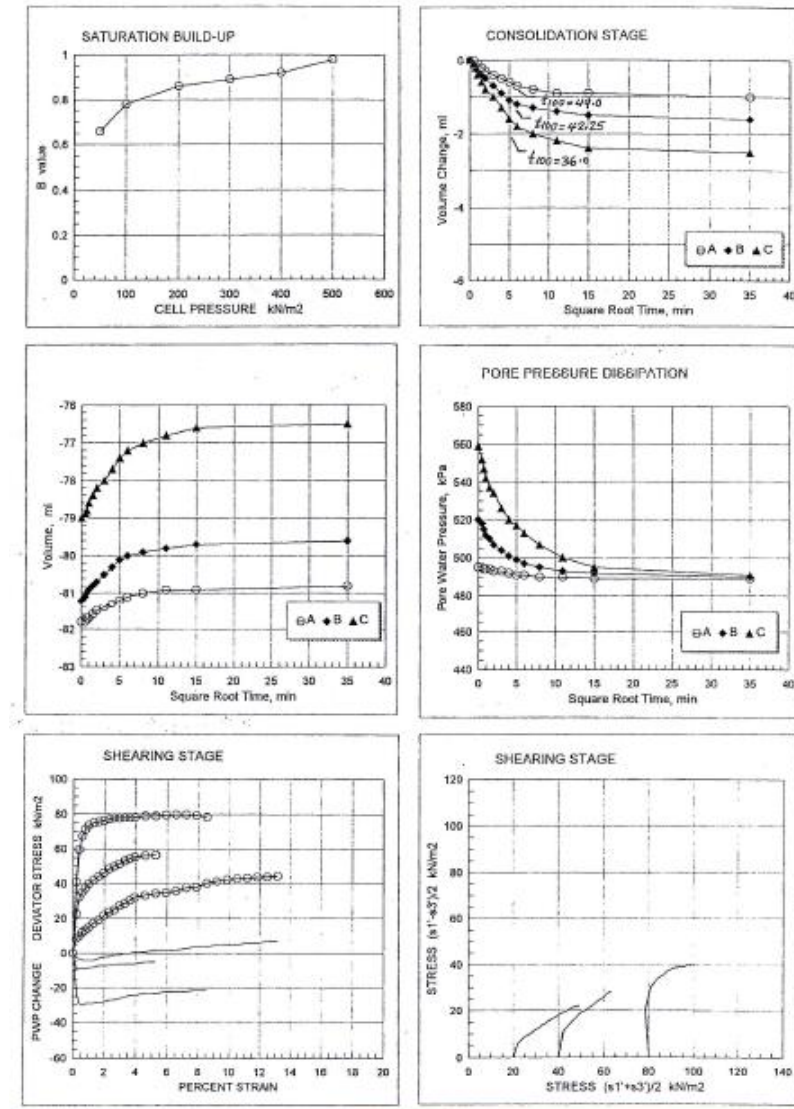 SATURATION BUILD-UP
1
0.8
0.6
0.4
0.2
0
B value
0 100 200 300 400 500 600
CELL PRESSURE kN/m2
CONSOLIDATION STAGE
0
-2
-4
-6
Volume Change, ml
t100=44.0
t100=42.25
t100=36.0
A B C
0 5 10 15 20 25 30 35 40
Square Root Time, min
-76
-77
-79
-80
-81
-82
-83
Volume, ml
A B C
0 5 10 15 20 25 30 35 40
Square Root Time, min
PORE PRESSURE DISSIPATION
580
560
540
520
500
480
460
440
Pore Water Pressure, kPa
A B C
0 5 10 15 20 25 30 35 40
Square Root Time, min
SHEARING STAGE
100
80
60
40
20
0
-20
-40
-60
PWP CHANGE DEVIATOR STRESS kN/m2
0 2 4 6 8 10 12 14 16 18 20
PERCENT STRAIN
SHEARING STAGE
120
100
80
60
40
20
0
STRESS (s1'-s3')/2 kN/m2
0 20 40 60 80 100 120 140
STRESS (s1'+s3')/2 kN/m2